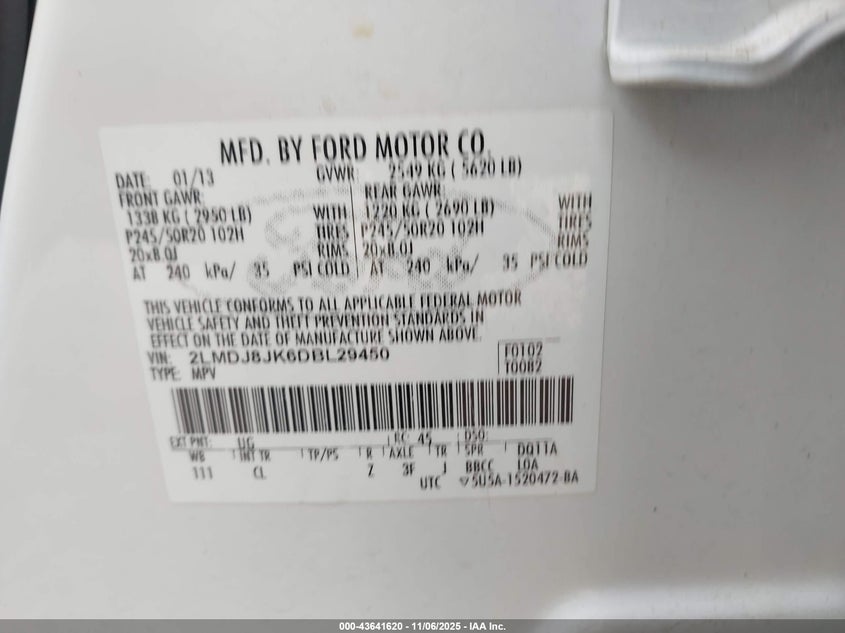 MFD. BY FORD MOTOR CO.
DATE: 01/13 GVWR: 2549 KG ( 5620 LB)
FRONT GAWR: REAR GAWR:
1338 KG ( 2950 LB) WITH 1220 KG ( 2690 LB) WITH
P245/50R20 102H TIRES P245/50R20 102H TIRES
20x8.0J RIMS 20x8.0J RIMS
AT 240 kPa/ 35 PSI COLD AT 240 kPa/ 35 PSI COLD
THIS VEHICLE CONFORMS TO ALL APPLICABLE FEDERAL MOTOR
VEHICLE SAFETY AND THEFT PREVENTION STANDARDS IN
EFFECT ON THE DATE OF MANUFACTURE SHOWN ABOVE.
VIN: 2LMDJ8JK6DBL29450 F0102
TYPE: MPV T0082
EXT PNT: UG RC: 45 DSO:
WB INT TR TP/PS R AXLE TR SPR DQ11A
111 CL Z 3F J BBCC LOA
UTC ▽5U5A-1520472-BA
000-43641620 - 11/06/2025 - IAA Inc.